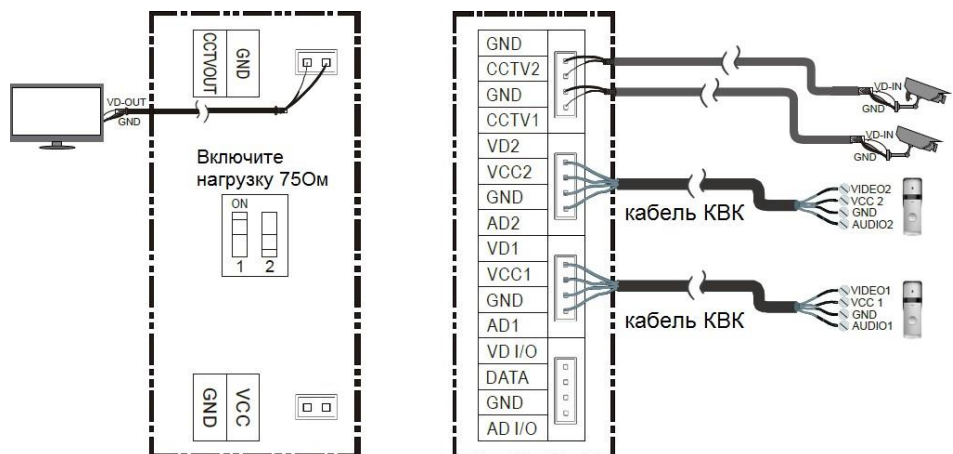 CCTVOUT
GND
VD-OUT
GND
Включите
нагрузку 75Ом
ON
1 2
GND
VCC
GND
CCTV2
GND
CCTV1
VD2
VCC2
GND
AD2
VD1
VCC1
GND
AD1
VD I/O
DATA
GND
AD I/O
VD-IN
GND
VD-IN
GND
кабель КВК
VIDEO2
VCC 2
GND
AUDIO2
кабель КВК
VIDEO1
VCC 1
GND
AUDIO1